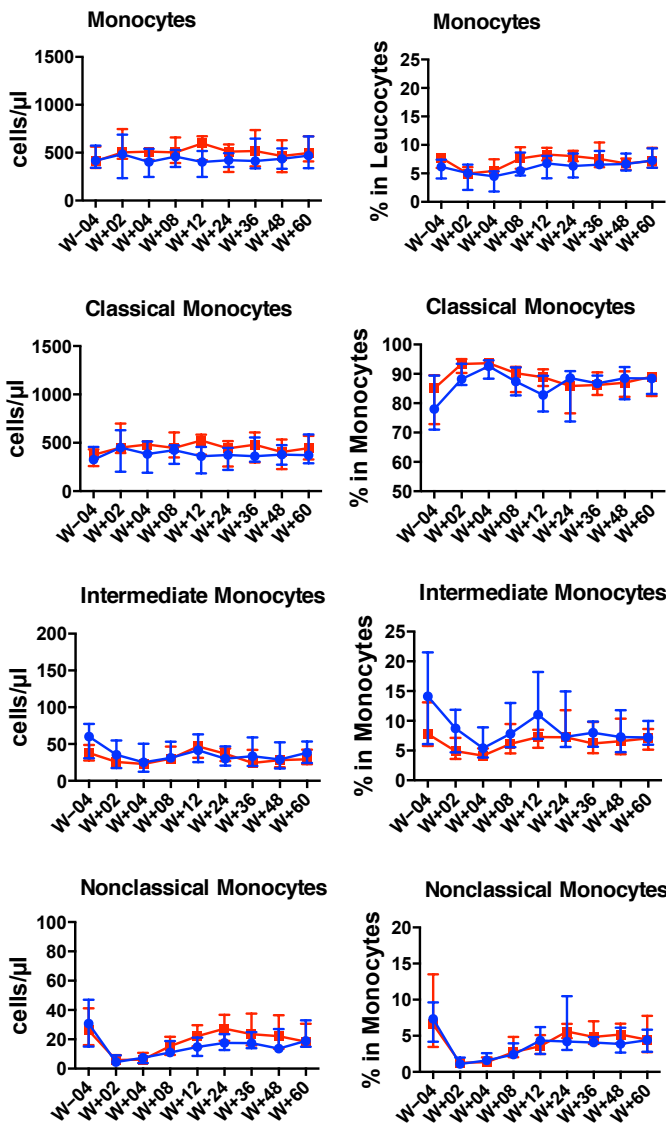 Monocytes
cells/µl
1500
1000
500
0
W−04 W+02 W+04 W+08 W+12 W+24 W+36 W+48 W+60
Monocytes
% in Leucocytes
25
20
15
10
5
0
W−04 W+02 W+04 W+08 W+12 W+24 W+36 W+48 W+60
Classical Monocytes
cells/µl
1500
1000
500
0
W−04 W+02 W+04 W+08 W+12 W+24 W+36 W+48 W+60
Classical Monocytes
% in Monocytes
100
90
80
70
60
50
W−04 W+02 W+04 W+08 W+12 W+24 W+36 W+48 W+60
Intermediate Monocytes
cells/µl
200
150
100
50
0
W−04 W+02 W+04 W+08 W+12 W+24 W+36 W+48 W+60
Intermediate Monocytes
% in Monocytes
25
20
15
10
5
0
W−04 W+02 W+04 W+08 W+12 W+24 W+36 W+48 W+60
Nonclassical Monocytes
cells/µl
100
80
60
40
20
0
W−04 W+02 W+04 W+08 W+12 W+24 W+36 W+48 W+60
Nonclassical Monocytes
% in Monocytes
20
15
10
5
0
W−04 W+02 W+04 W+08 W+12 W+24 W+36 W+48 W+60